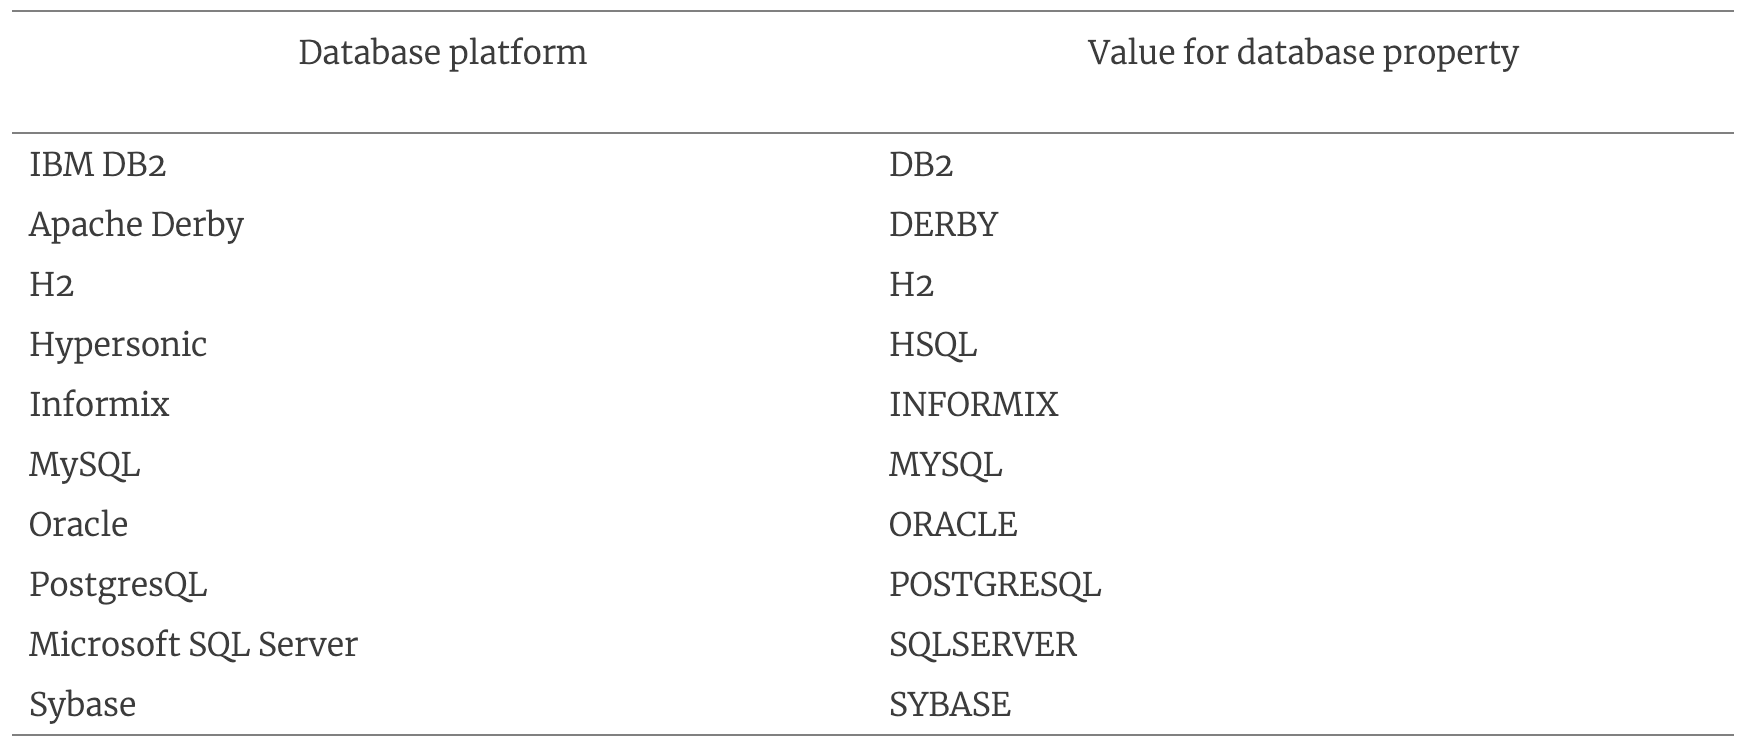 Database platform Value for database property
IBM DB2 DB2
Apache Derby DERBY
H2 H2
Hypersonic HSQL
Informix INFORMIX
MySQL MYSQL
Oracle ORACLE
PostgresQL POSTGRESQL
Microsoft SQL Server SQLSERVER
Sybase SYBASE